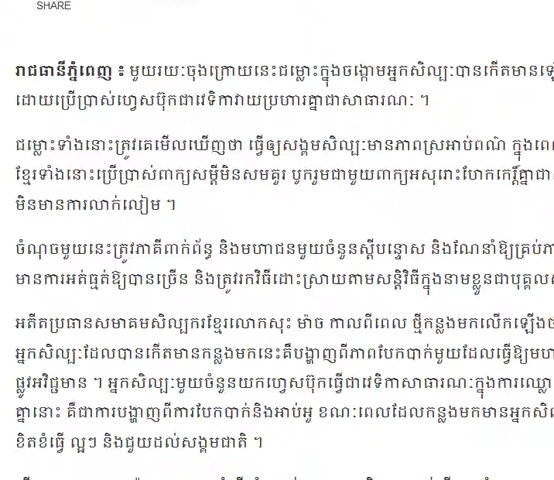 SHARE
រាជធានីភ្នំពេញ ៖ មួយរយៈចុងក្រោយនេះជម្លោះក្នុងចង្កោមអ្នកសិល្បៈបានកើតមានឡើ
ដោយប្រើប្រាស់ហ្វេសប៊ុកជាវេទិកាវាយប្រហារគ្នាជាសាធារណៈ ។
ជម្លោះទាំងនោះត្រូវគេមើលឃើញថា ធ្វើឲ្យសង្គមសិល្បៈមានភាពស្រអាប់ពណ៌ ក្នុងពេ
ខ្មែរទាំងនោះប្រើប្រាស់ពាក្យសម្ដីមិនសមគួរ បូករួមជាមួយពាក្យអសុរោះហែកកេរ្តិ៍គ្នាជា
មិនមានការលាក់លៀម ។
ចំណុចមួយនេះត្រូវភាគីពាក់ព័ន្ធ និងមហាជនមួយចំនួនស្ដីបន្ទោស និងណែនាំឱ្យគ្រប់ភា
មានការអត់ធ្មត់ឱ្យបានច្រើន និងត្រូវរកវិធីដោះស្រាយតាមសន្តិវិធីក្នុងនាមខ្លួនជាបុគ្គលស
អតីតប្រធានសមាគមសិល្បករខ្មែរលោកសុះ ម៉ាច កាលពីពេល ថ្មីកន្លងមកលើកឡើងថ
អ្នកសិល្បៈដែលបានកើតមានកន្លងមកនេះគឺបង្ហាញពីភាពបែកបាក់មួយដែលធ្វើឱ្យមហ
ផ្លូវអវិជ្ជមាន ។ អ្នកសិល្បៈមួយចំនួនយកហ្វេសប៊ុកធ្វើជាវេទិកាសាធារណៈក្នុងការឈ្លោ
គ្នានោះ គឺជាការបង្ហាញពីការបែកបាក់និងអាប់អួ ខណៈពេលដែលកន្លងមកមានអ្នកសិ
ខិតខំធ្វើ ល្អៗ និងជួយដល់សង្គមជាតិ ។